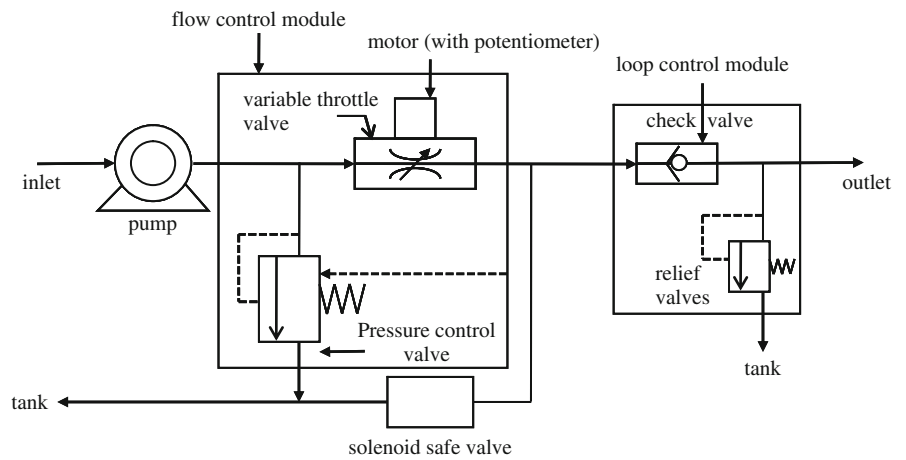 flow control module
motor (with potentiometer)
loop control module
variable throttle
valve
check valve
inlet
outlet
pump
relief
valves
Pressure control
valve
tank
tank
solenoid safe valve